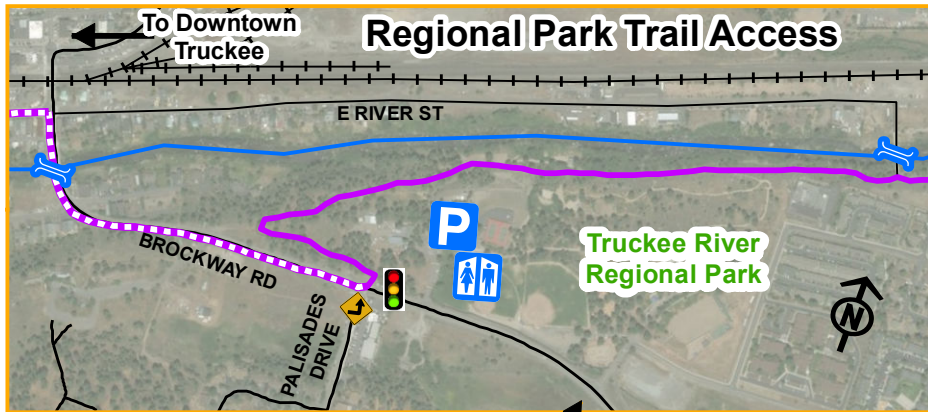 To Downtown
Truckee
Regional Park Trail Access
E RIVER ST
BROCKWAY RD
PALISADES
DRIVE
P
Truckee River
Regional Park
N